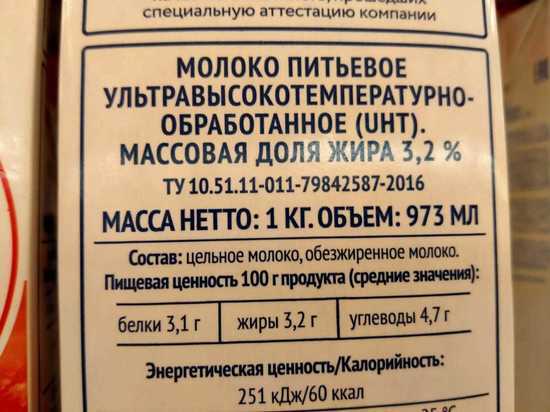 специальную аттестацию компании
МОЛОКО ПИТЬЕВОЕ
УЛЬТРАВЫСОКОТЕМПЕРАТУРНО-
ОБРАБОТАННОЕ (UHT).
МАССОВАЯ ДОЛЯ ЖИРА 3,2 %
ТУ 10.51.11-011-79842587-2016
МАССА НЕТТО: 1 КГ. ОБЪЕМ: 973 МЛ
Состав: цельное молоко, обезжиренное молоко.
Пищевая ценность 100 г продукта (средние значения):
белки 3,1 г жиры 3,2 г углеводы 4,7 г
Энергетическая ценность/Калорийность:
251 кДж/60 ккал